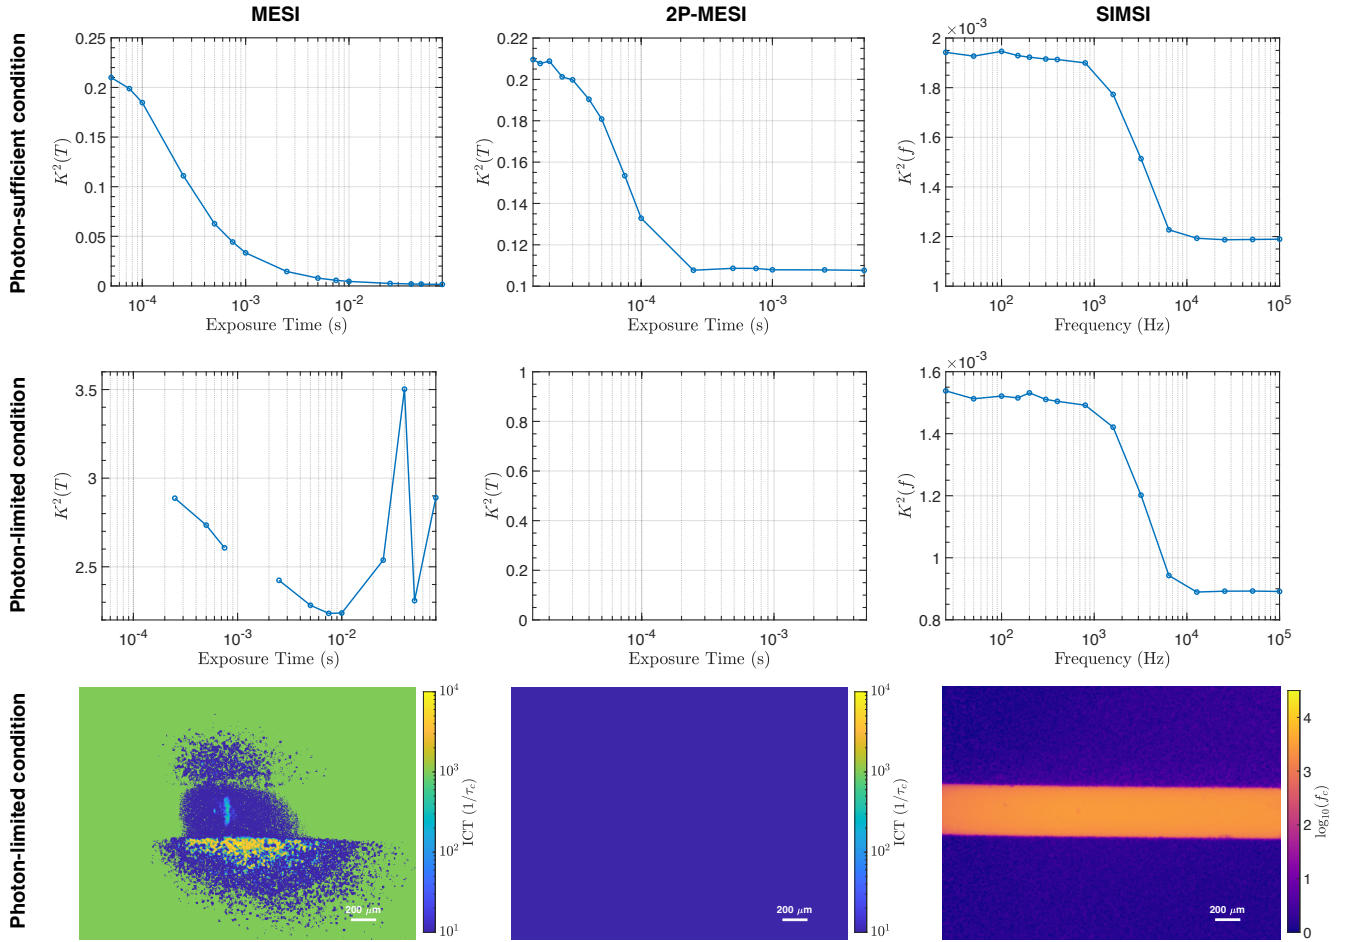 MESI
2P-MESI
SIMSI
Photon-sufficient condition
0.25
0.2
0.15
0.1
0.05
0
K²(T)
10⁻⁴
10⁻³
10⁻²
Exposure Time (s)
0.22
0.2
0.18
0.16
0.14
0.12
0.1
K²(T)
10⁻⁴
10⁻³
Exposure Time (s)
×10⁻³
2
1.8
1.6
1.4
1.2
1
K²(f)
10²
10³
10⁴
10⁵
Frequency (Hz)
Photon-limited condition
3.5
3
2.5
K²(T)
10⁻⁴
10⁻³
10⁻²
Exposure Time (s)
1
0.8
0.6
0.4
0.2
0
K²(T)
10⁻⁴
10⁻³
Exposure Time (s)
×10⁻³
1.6
1.4
1.2
1
0.8
K²(f)
10²
10³
10⁴
10⁵
Frequency (Hz)
Photon-limited condition
200 μm
10⁴
10³
10²
10¹
ICT (1/τc)
200 μm
10⁴
10³
10²
10¹
ICT (1/τc)
200 μm
4
3
2
1
0
log₁₀(fc)